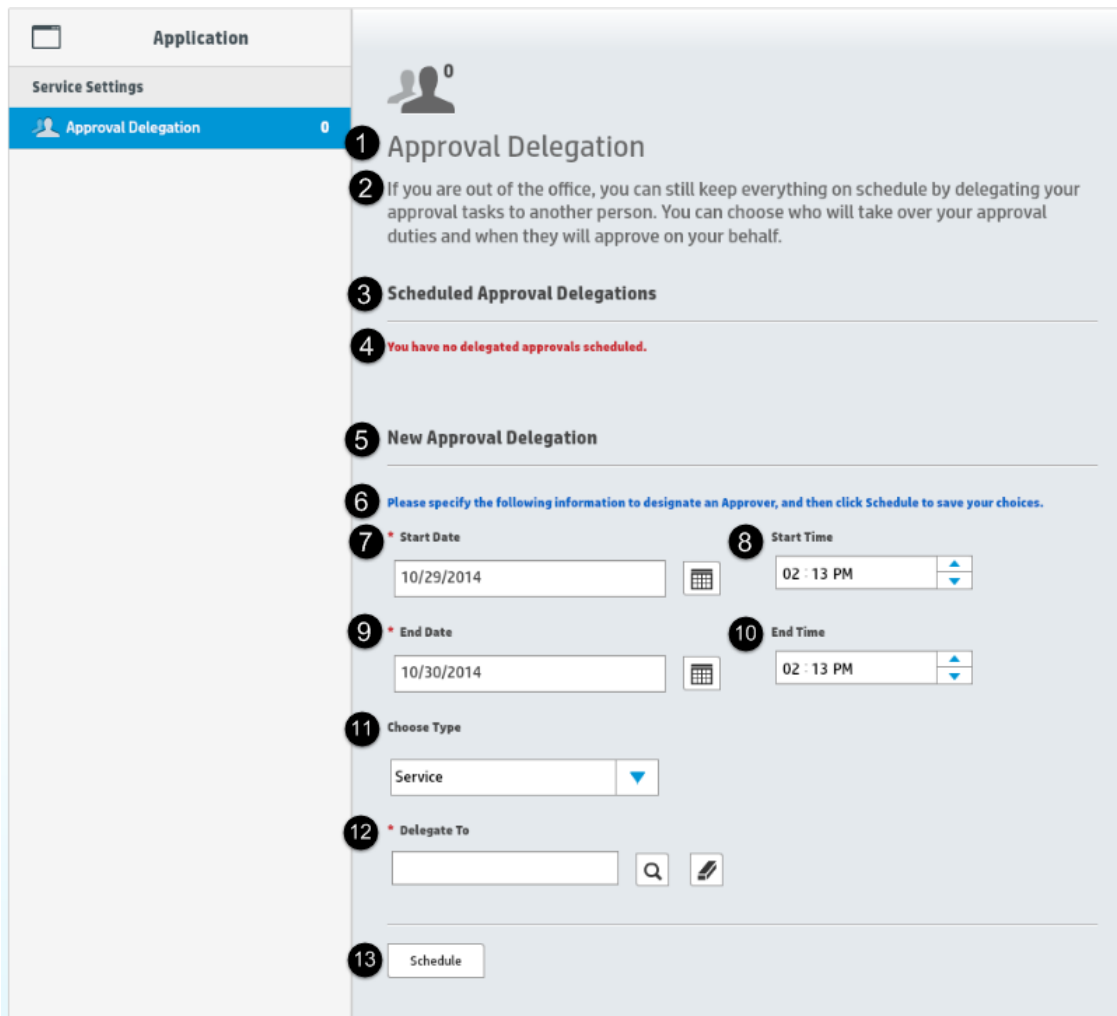 Application
Service Settings
Approval Delegation 0
0
1 Approval Delegation
2 If you are out of the office, you can still keep everything on schedule by delegating your
approval tasks to another person. You can choose who will take over your approval
duties and when they will approve on your behalf.
3 Scheduled Approval Delegations
4 You have no delegated approvals scheduled.
5 New Approval Delegation
6 Please specify the following information to designate an Approver, and then click Schedule to save your choices.
7 * Start Date 8 Start Time
10/29/2014 02 : 13 PM
9 * End Date 10 End Time
10/30/2014 02 : 13 PM
11 Choose Type
Service
12 * Delegate To
13 Schedule